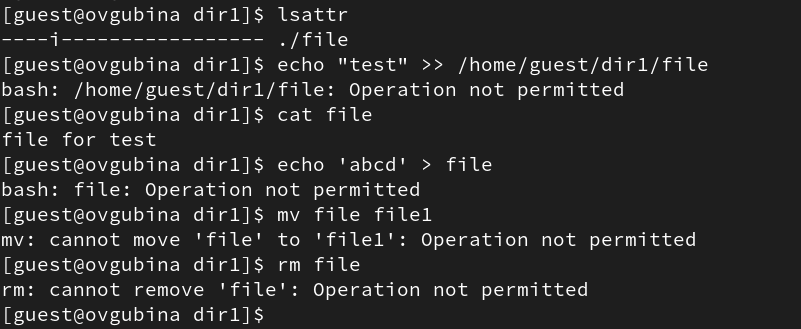 [guest@ovgubina dir1]$ lsattr
----i----------------- ./file
[guest@ovgubina dir1]$ echo "test" >> /home/guest/dir1/file
bash: /home/guest/dir1/file: Operation not permitted
[guest@ovgubina dir1]$ cat file
file for test
[guest@ovgubina dir1]$ echo 'abcd' > file
bash: file: Operation not permitted
[guest@ovgubina dir1]$ mv file file1
mv: cannot move 'file' to 'file1': Operation not permitted
[guest@ovgubina dir1]$ rm file
rm: cannot remove 'file': Operation not permitted
[guest@ovgubina dir1]$